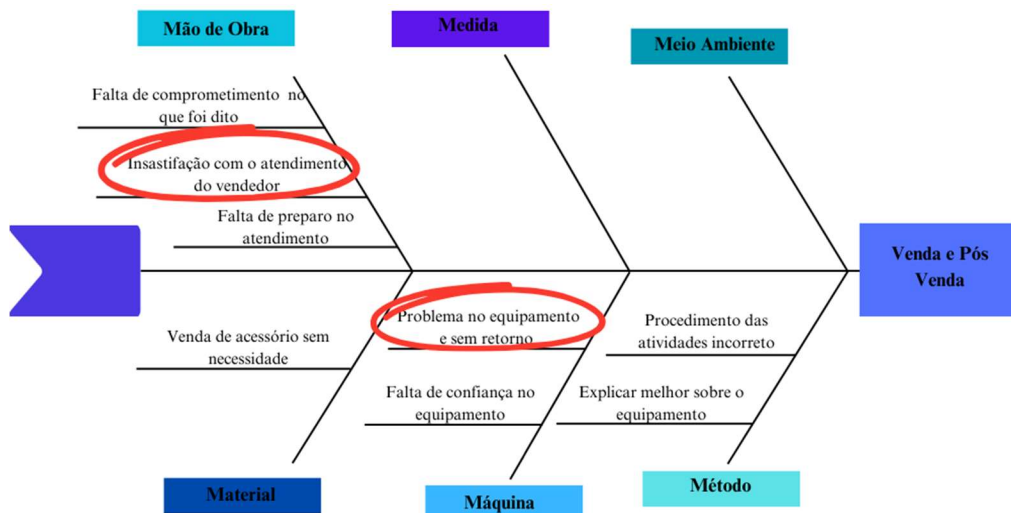 Mão de Obra
Medida
Meio Ambiente
Falta de comprometimento no
que foi dito
Insastifação com o atendimento
do vendedor
Falta de preparo no
atendimento
Venda e Pós
Venda
Venda de acessório sem
necessidade
Problema no equipamento
e sem retorno
Procedimento das
atividades incorreto
Falta de confiança no
equipamento
Explicar melhor sobre o
equipamento
Material
Máquina
Método